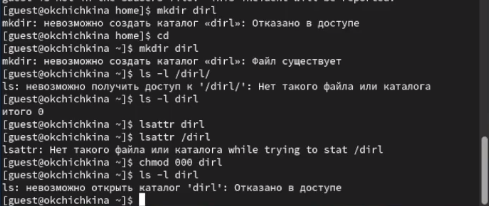 [guest@okchichkina home]$ mkdir dirl
mkdir: невозможно создать каталог «dirl»: Отказано в доступе
[guest@okchichkina home]$ cd
[guest@okchichkina ~]$ mkdir dirl
mkdir: невозможно создать каталог «dirl»: Файл существует
[guest@okchichkina ~]$ ls -l /dirl/
ls: невозможно получить доступ к '/dirl/': Нет такого файла или каталога
[guest@okchichkina ~]$ ls -l dirl
итого 0
[guest@okchichkina ~]$ lsattr dirl
[guest@okchichkina ~]$ lsattr /dirl
lsattr: Нет такого файла или каталога while trying to stat /dirl
[guest@okchichkina ~]$ chmod 000 dirl
[guest@okchichkina ~]$ ls -l dirl
ls: невозможно открыть каталог 'dirl': Отказано в доступе
[guest@okchichkina ~]$